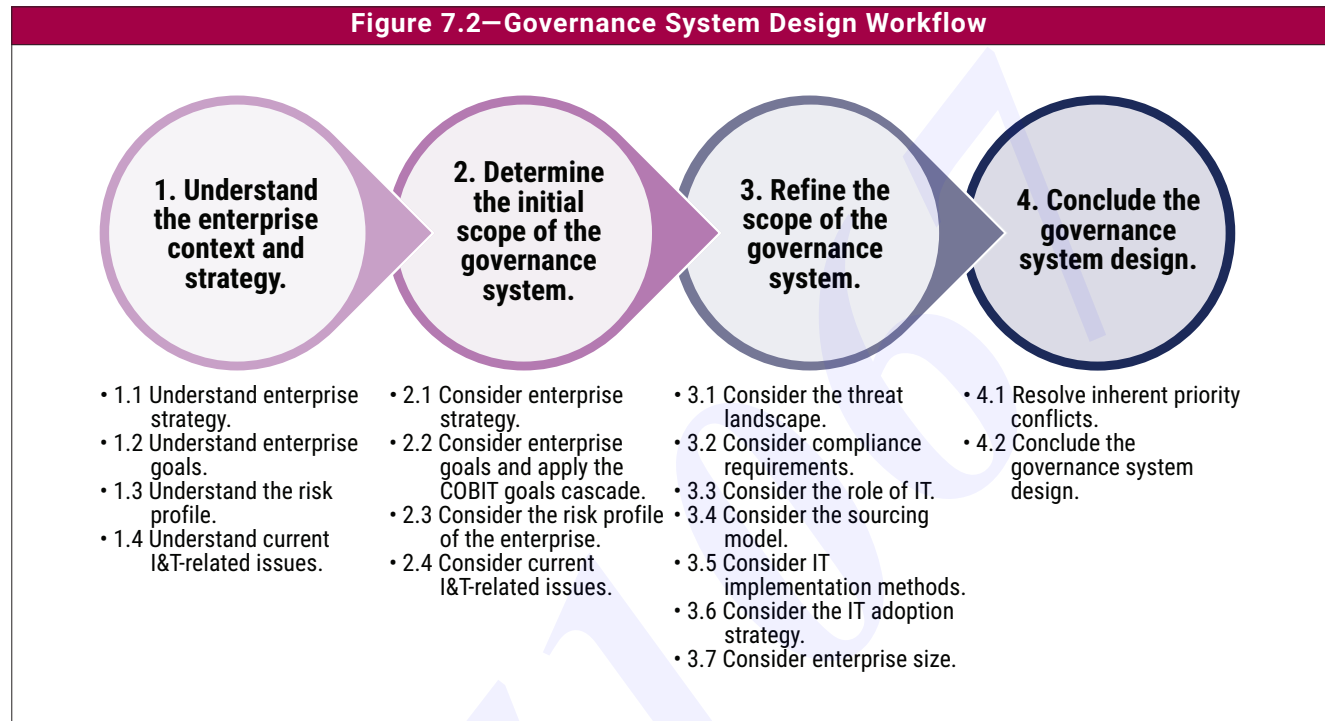 Figure 7.2—Governance System Design Workflow
1. Understand
the enterprise
context and
strategy.
2. Determine
the initial
scope of the
governance
system.
3. Refine the
scope of the
governance
system.
4. Conclude the
governance
system design.
• 1.1 Understand enterprise
strategy.
• 1.2 Understand enterprise
goals.
• 1.3 Understand the risk
profile.
• 1.4 Understand current
I&T-related issues.
• 2.1 Consider enterprise
strategy.
• 2.2 Consider enterprise
goals and apply the
COBIT goals cascade.
• 2.3 Consider the risk profile
of the enterprise.
• 2.4 Consider current
I&T-related issues.
• 3.1 Consider the threat
landscape.
• 3.2 Consider compliance
requirements.
• 3.3 Consider the role of IT.
• 3.4 Consider the sourcing
model.
• 3.5 Consider IT
implementation methods.
• 3.6 Consider the IT adoption
strategy.
• 3.7 Consider enterprise size.
• 4.1 Resolve inherent priority
conflicts.
• 4.2 Conclude the
governance system
design.